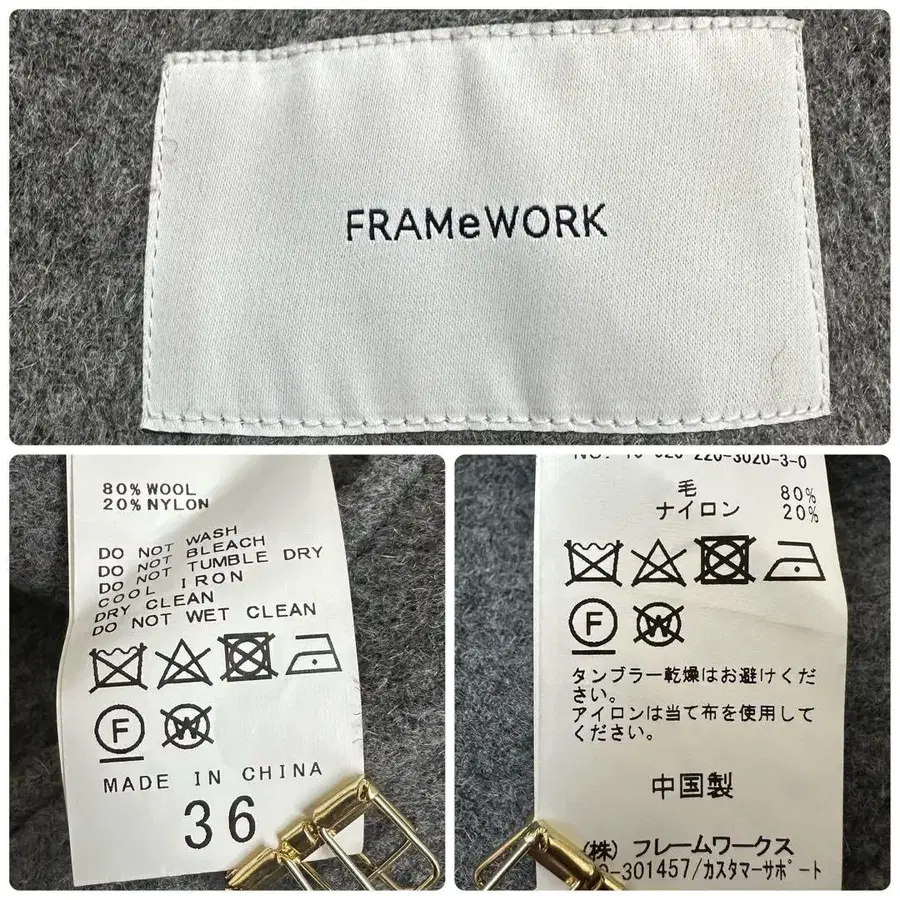 FRAMeWORK
80% WOOL
20% NYLON
DO NOT WASH
DO NOT BLEACH
DO NOT TUMBLE DRY
COOL IRON
DRY CLEAN
DO NOT WET CLEAN
F W
MADE IN CHINA
36
220-3020-3-0
毛 80%
ナイロン 20%
F W
タンブラー乾燥はお避けくだ
さい。
アイロンは当て布を使用して
ください。
中国製
(株) フレームワークス
-301457/カスタマーサポート